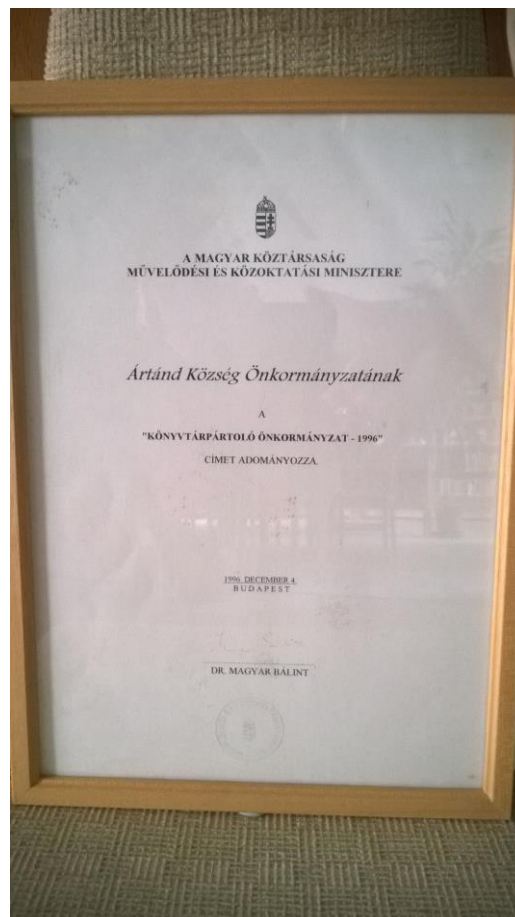 A MAGYAR KÖZTÁRSASÁG
MŰVELŐDÉSI ÉS KÖZOKTATÁSI MINISZTERE
Ártánd Község Önkormányzatának
A
"KÖNYVTÁRPÁRTOLÓ ÖNKORMÁNYZAT - 1996"
CÍMET ADOMÁNYOZZA.
1996. DECEMBER 4.
BUDAPEST
DR. MAGYAR BÁLINT